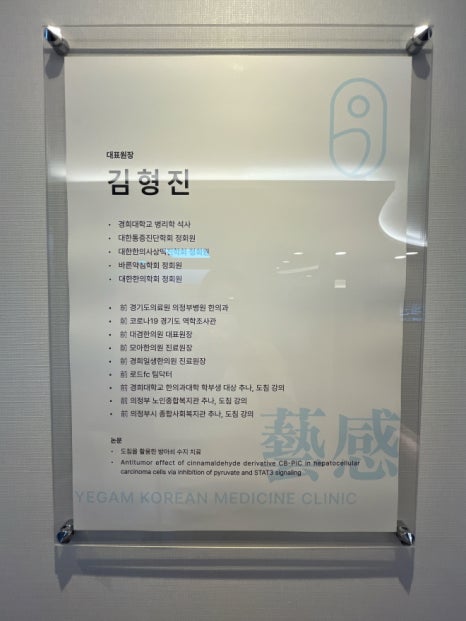 대표원장
김형진
• 경희대학교 병리학 석사
• 대한통증진단학회 정회원
• 대한한의사상
• 바른약침학회 정회원
• 대한한의학회 정회원
• 前 경기도의료원 의정부병원 한의과
• 前 코로나19 경기도 역학조사관
• 前 대겸한의원 대표원장
• 前 모아한의원 진료원장
• 前 경희일생한의원 진료원장
• 前 로드fc 팀닥터
• 前 경희대학교 한의과대학 학부생 대상 추나, 도침 강의
• 前 의정부 노인종합복지관 추나, 도침 강의
• 前 의정부시 종합사회복지관 추나, 도침 강의
논문
• 도침을 활용한 방아쇠 수지 치료
• Antitumor effect of cinnamaldehyde derivative CB-PIC in hepatocellular
carcinoma cells via inhibition of pyruvate and STAT3 signaling
藝感
YEGAM KOREAN MEDICINE CLINIC